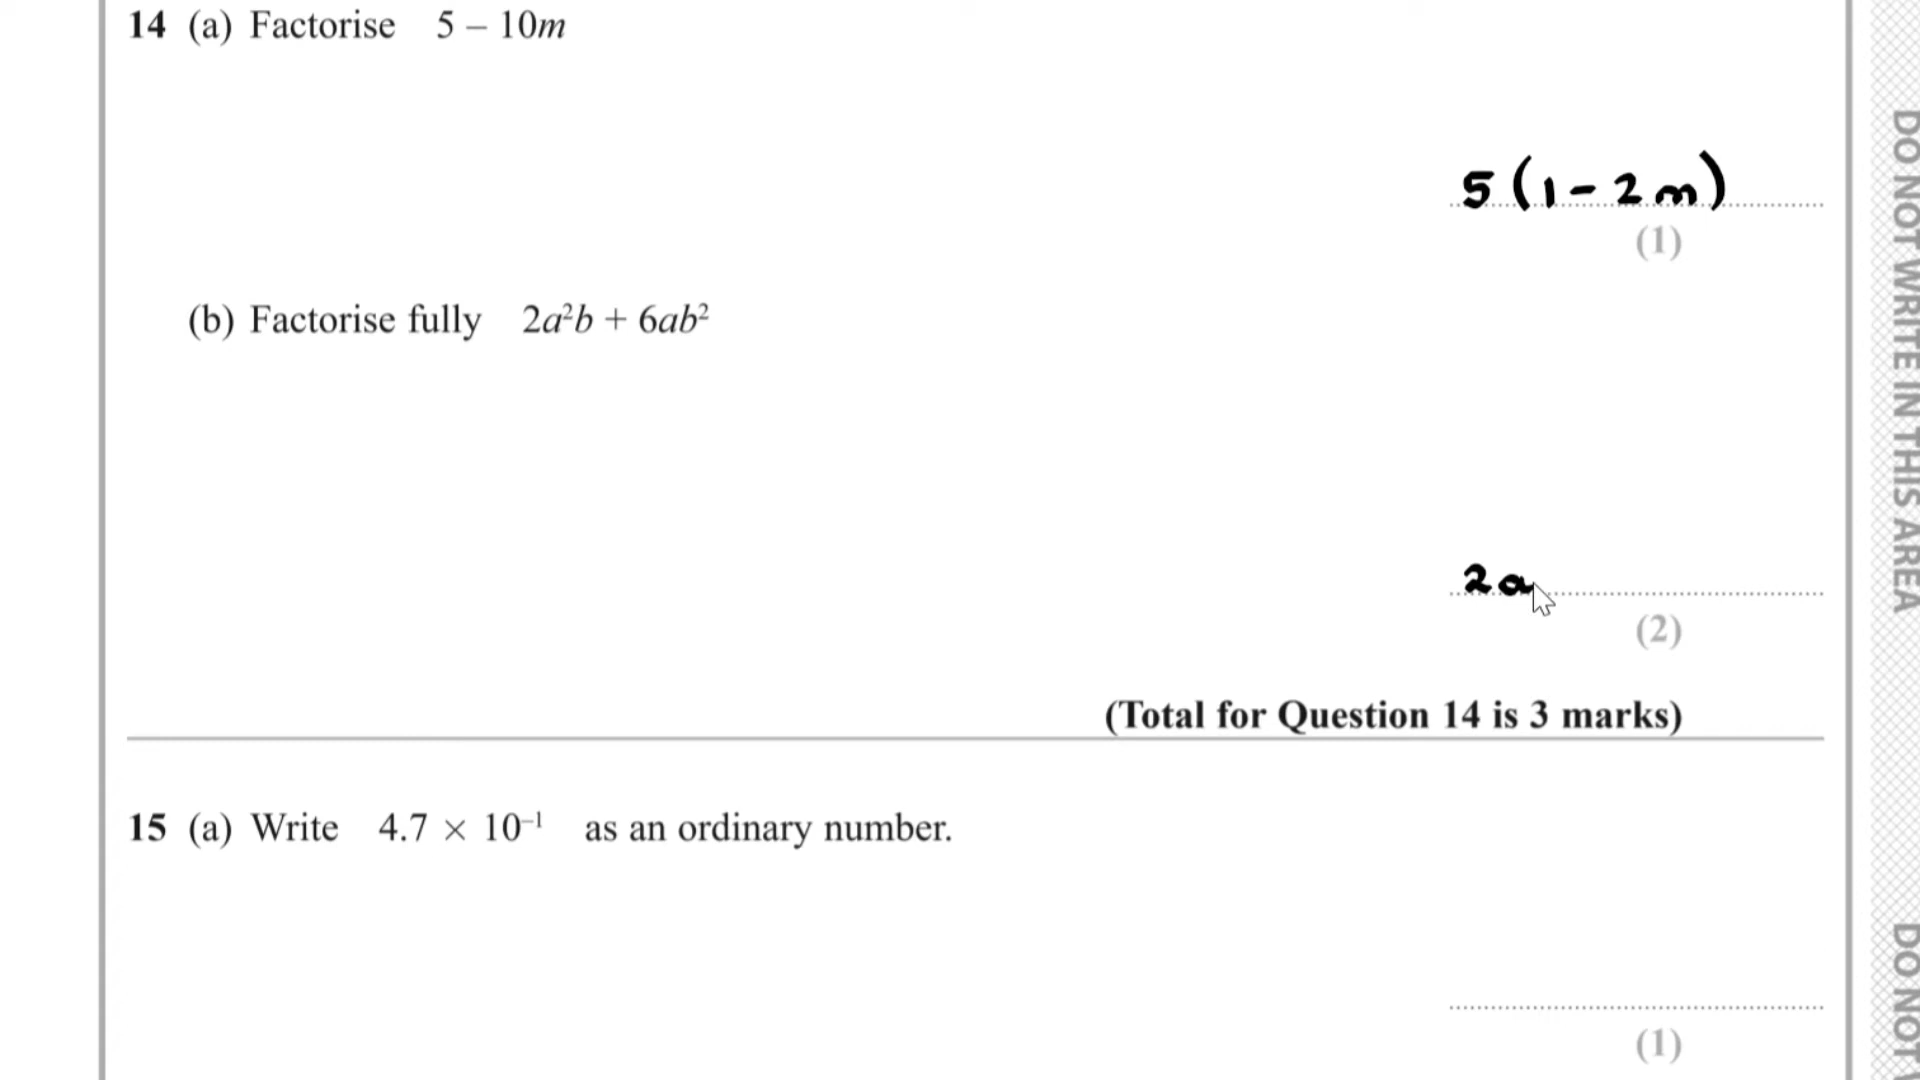 14 (a) Factorise 5 – 10m
5 (1 – 2m)
(1)
(b) Factorise fully 2a²b + 6ab²
2a
(2)
(Total for Question 14 is 3 marks)
15 (a) Write 4.7 × 10⁻¹ as an ordinary number.
(1)
DO NOT WRITE IN THIS AREA
DO NOT